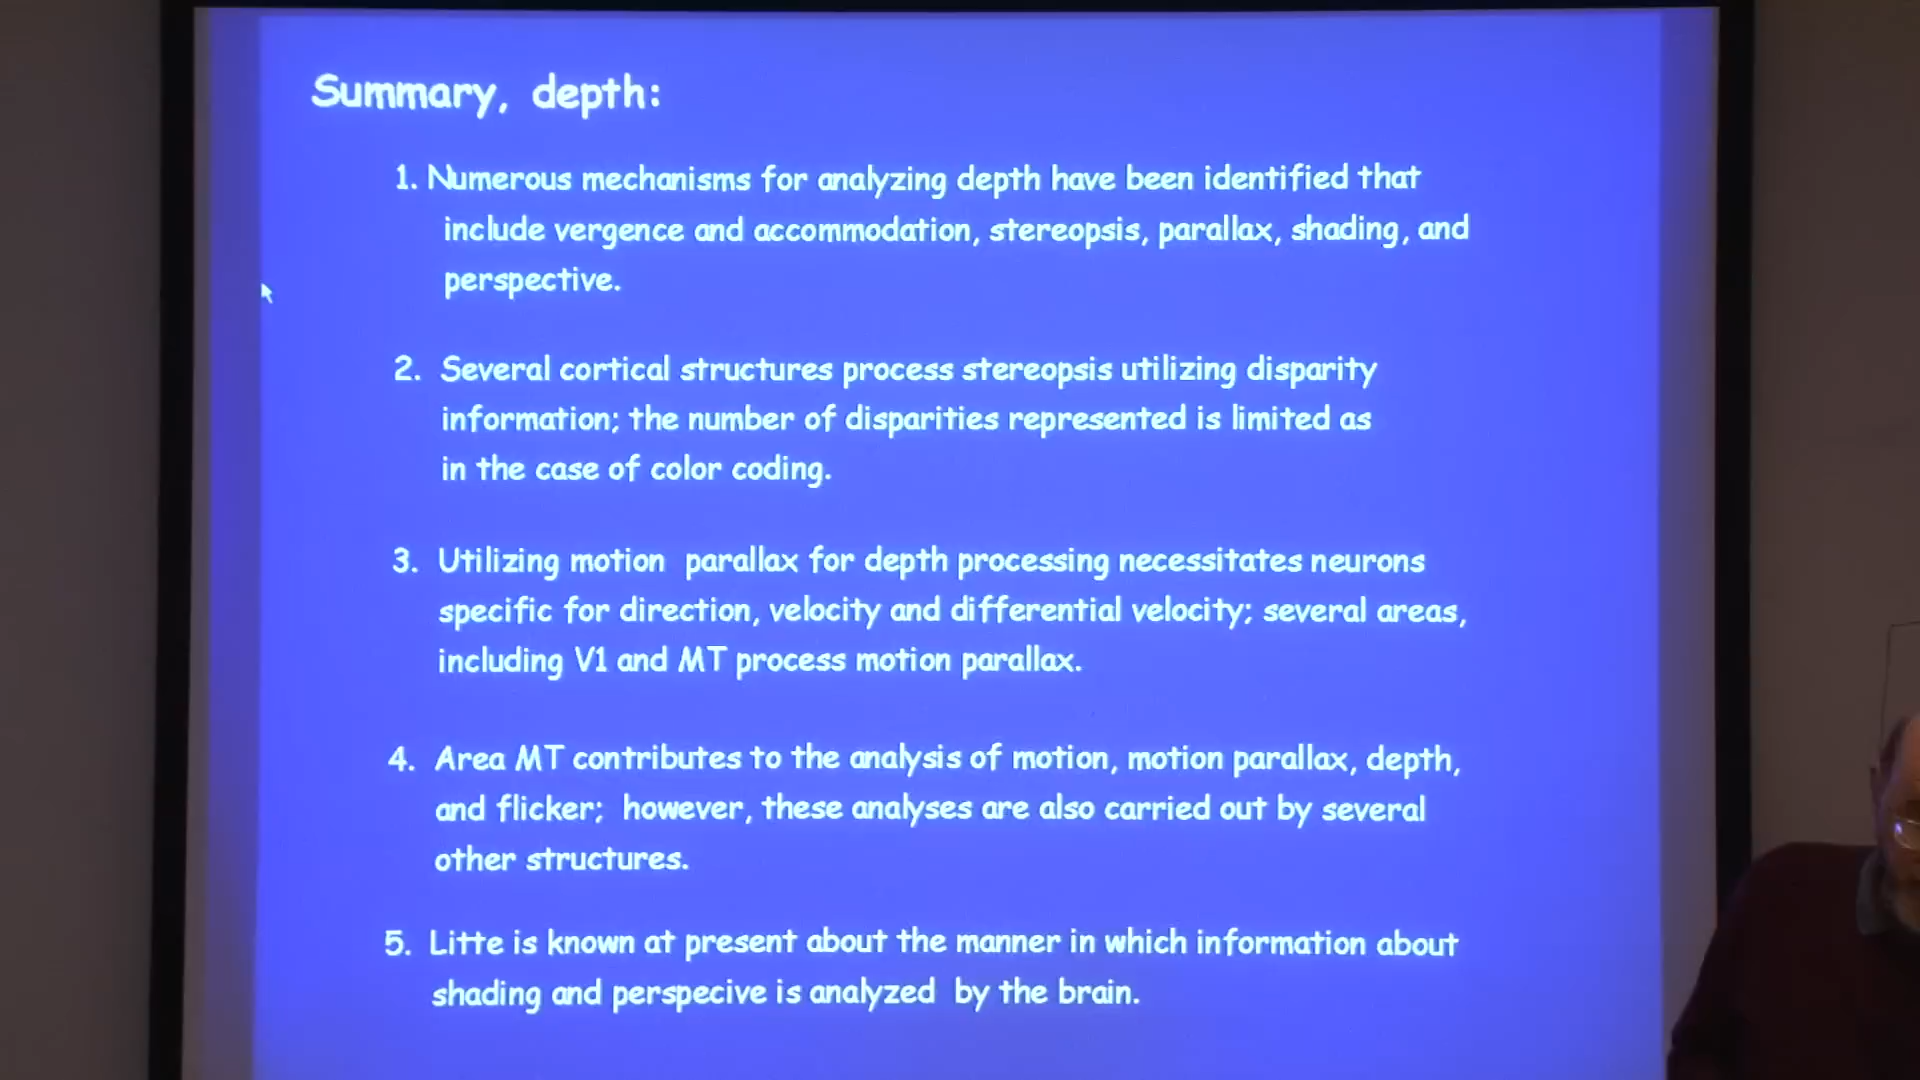 Summary, depth:
1. Numerous mechanisms for analyzing depth have been identified that
include vergence and accommodation, stereopsis, parallax, shading, and
perspective.
2. Several cortical structures process stereopsis utilizing disparity
information; the number of disparities represented is limited as
in the case of color coding.
3. Utilizing motion parallax for depth processing necessitates neurons
specific for direction, velocity and differential velocity; several areas,
including V1 and MT process motion parallax.
4. Area MT contributes to the analysis of motion, motion parallax, depth,
and flicker; however, these analyses are also carried out by several
other structures.
5. Litte is known at present about the manner in which information about
shading and perspecive is analyzed by the brain.